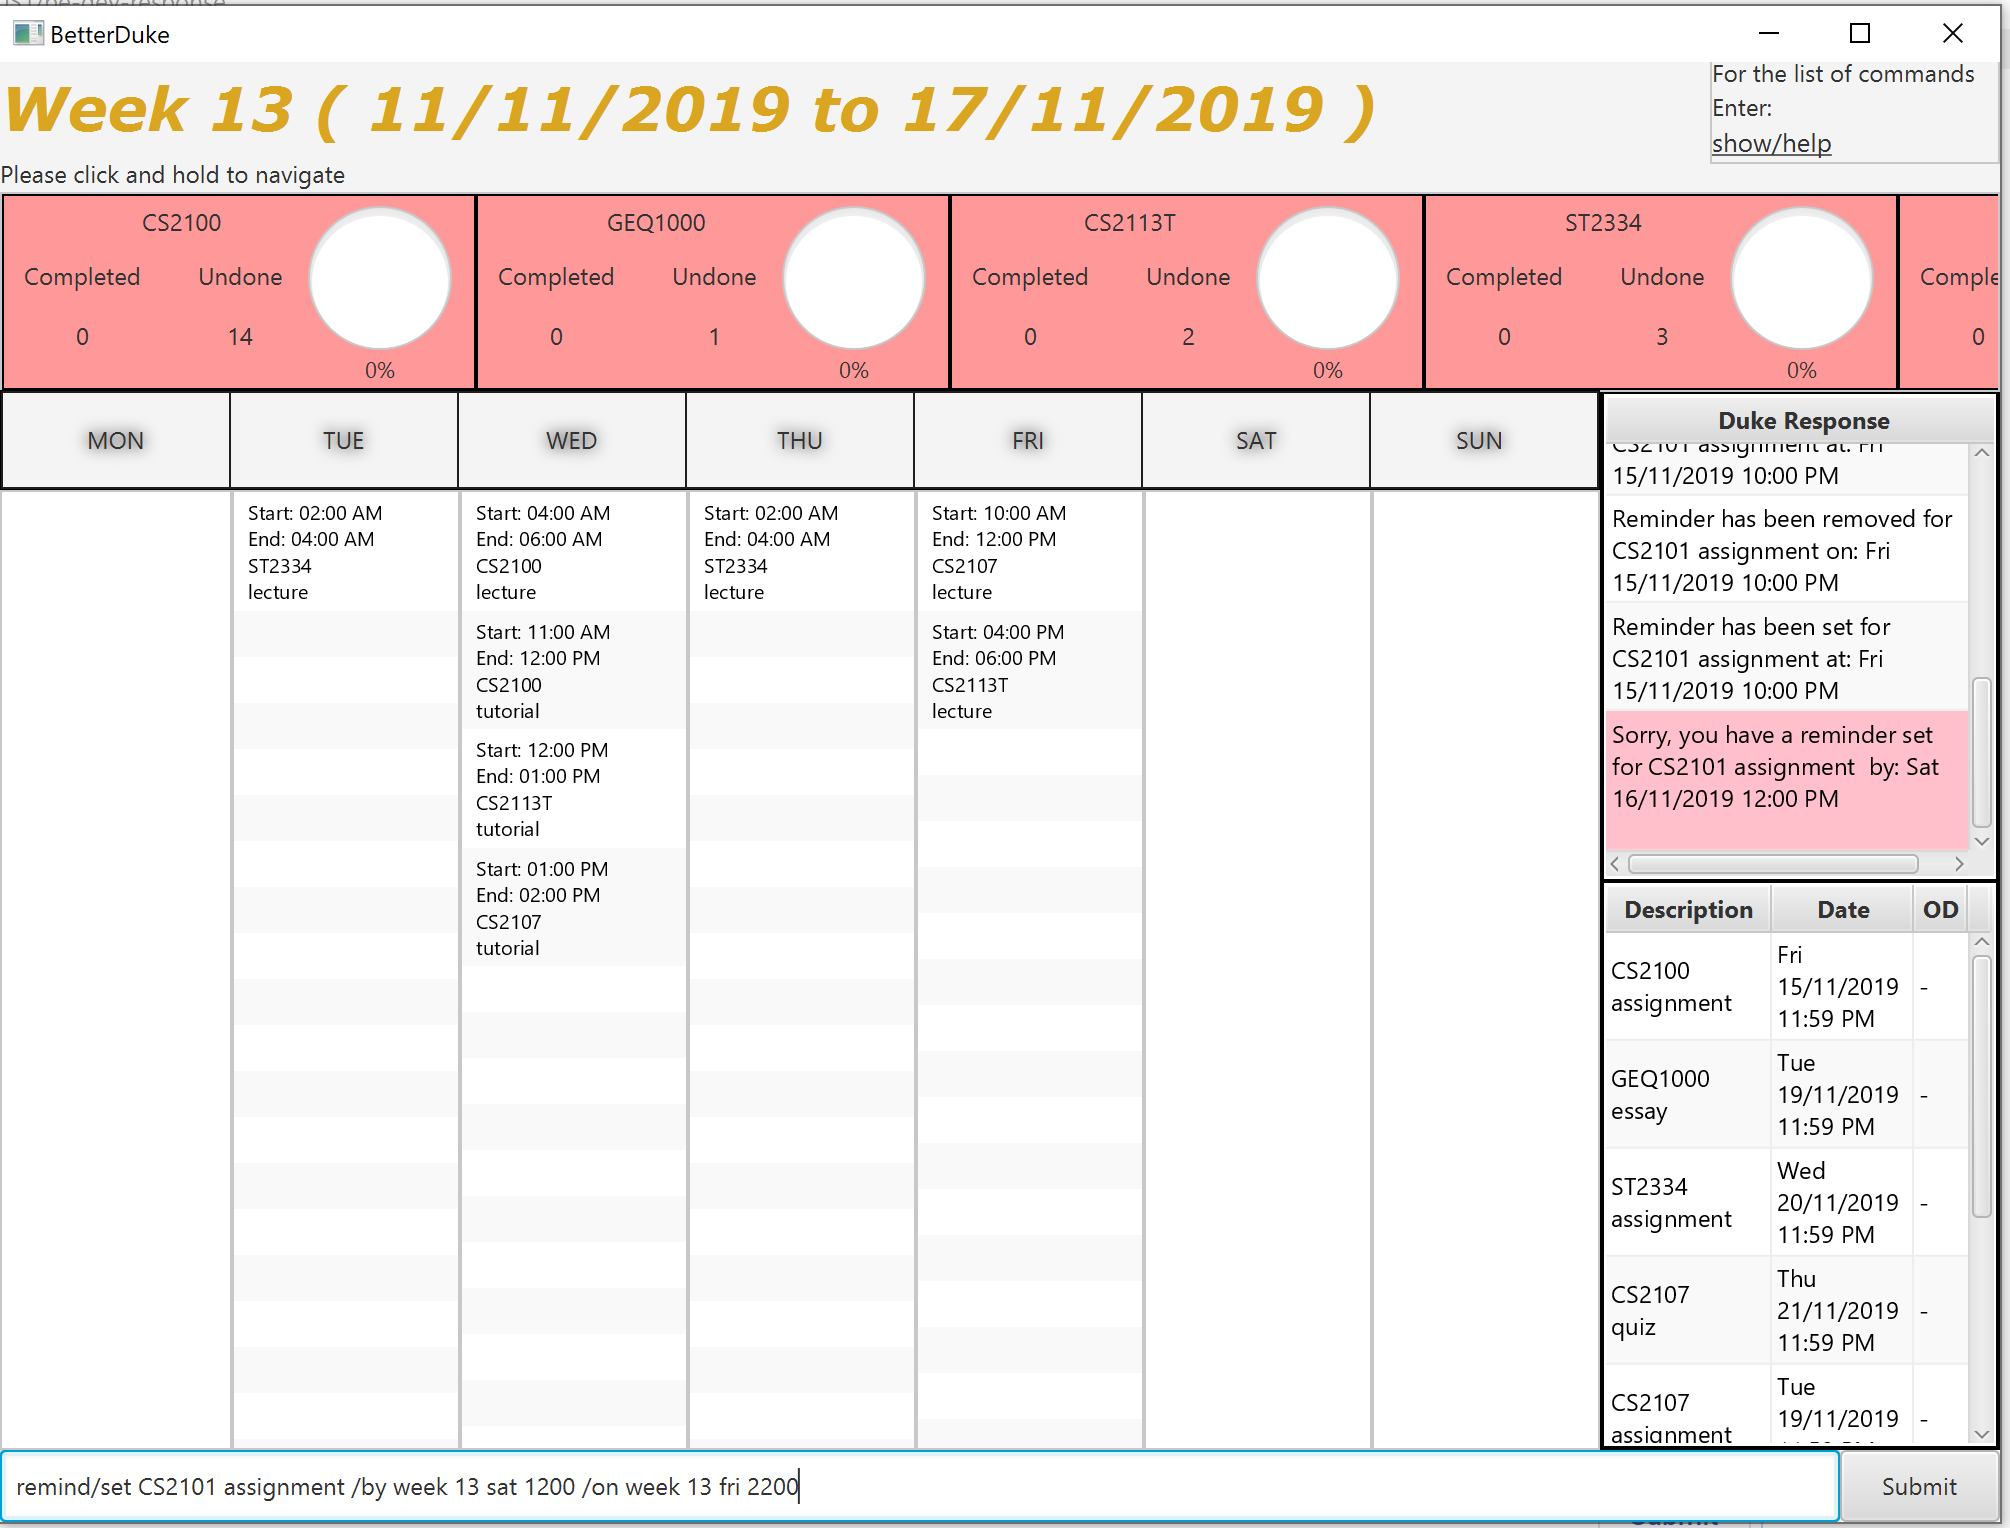 BetterDuke
Week 13 ( 11/11/2019 to 17/11/2019 )
For the list of commands
Enter:
show/help
Please click and hold to navigate
CS2100
Completed Undone
0 14
0%
GEQ1000
Completed Undone
0 1
0%
CS2113T
Completed Undone
0 2
0%
ST2334
Completed Undone
0 3
0%
0
MON TUE WED THU FRI SAT SUN
Start: 02:00 AM
End: 04:00 AM
ST2334
lecture
Start: 04:00 AM
End: 06:00 AM
CS2100
lecture
Start: 11:00 AM
End: 12:00 PM
CS2100
tutorial
Start: 12:00 PM
End: 01:00 PM
CS2113T
tutorial
Start: 01:00 PM
End: 02:00 PM
CS2107
tutorial
Start: 02:00 AM
End: 04:00 AM
ST2334
lecture
Start: 10:00 AM
End: 12:00 PM
CS2107
lecture
Start: 04:00 PM
End: 06:00 PM
CS2113T
lecture
Duke Response
CS2101 assignment at: Fri
15/11/2019 10:00 PM
Reminder has been removed for
CS2101 assignment on: Fri
15/11/2019 10:00 PM
Reminder has been set for
CS2101 assignment at: Fri
15/11/2019 10:00 PM
Sorry, you have a reminder set
for CS2101 assignment  by: Sat
16/11/2019 12:00 PM
Description Date OD
CS2100
assignment
Fri
15/11/2019
11:59 PM
-
GEQ1000
essay
Tue
19/11/2019
11:59 PM
-
ST2334
assignment
Wed
20/11/2019
11:59 PM
-
CS2107
quiz
Thu
21/11/2019
11:59 PM
-
CS2107
assignment
Tue
19/11/2019
-
remind/set CS2101 assignment /by week 13 sat 1200 /on week 13 fri 2200
Submit